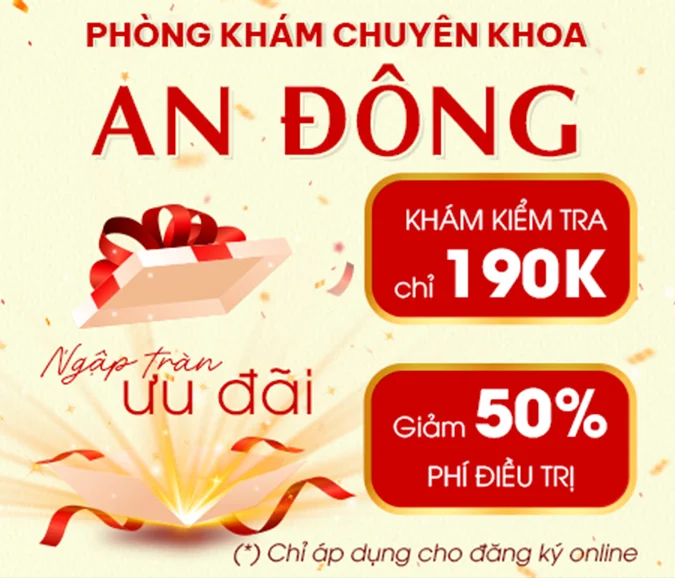 PHÒNG KHÁM CHUYÊN KHOA
AN ĐÔNG
KHÁM KIỂM TRA
chỉ 190K
Ngập tràn
ưu đãi
Giảm 50%
PHÍ ĐIỀU TRỊ
(*) Chỉ áp dụng cho đăng ký online